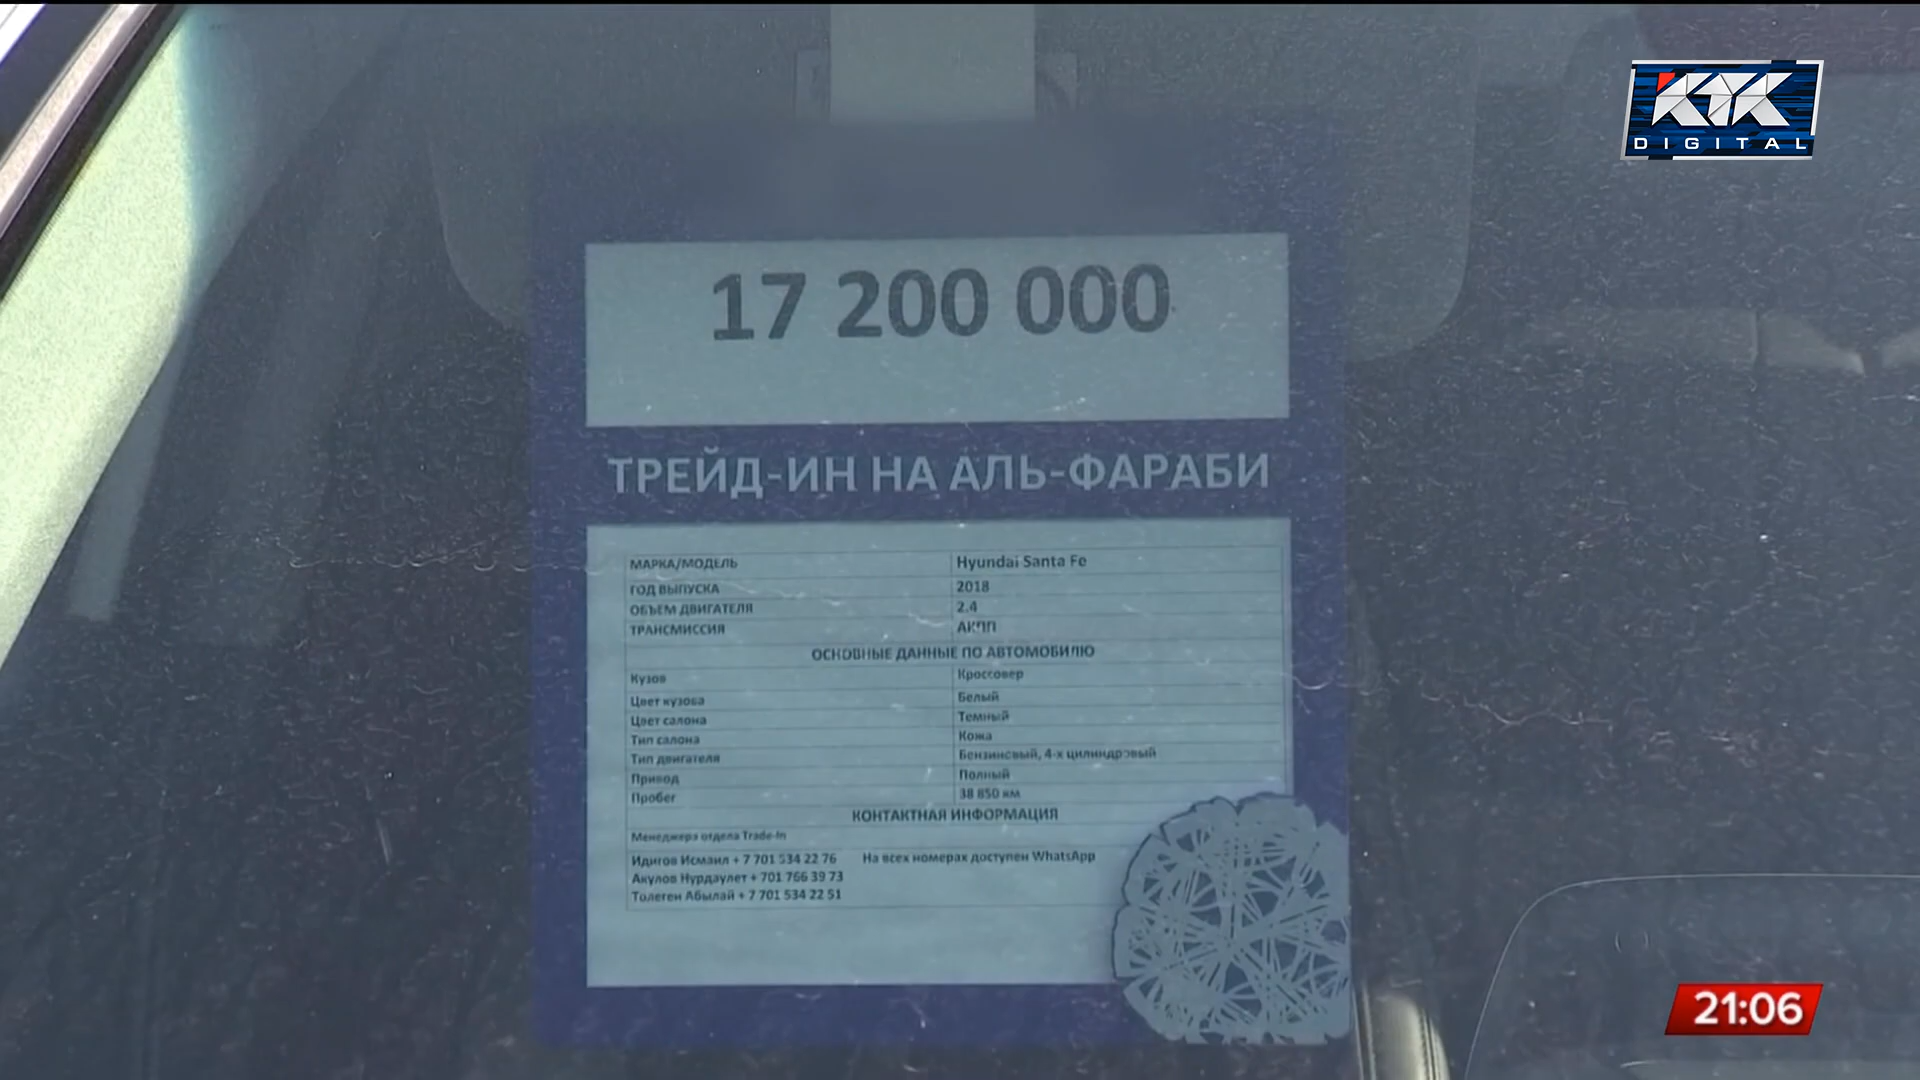 КТК
DIGITAL
17 200 000
ТРЕЙД-ИН НА АЛЬ-ФАРАБИ
МАРКА/МОДЕЛЬ Hyundai Santa Fe
ГОД ВЫПУСКА 2018
ОБЪЕМ ДВИГАТЕЛЯ 2.4
ТРАНСМИССИЯ АКПП
ОСНОВНЫЕ ДАННЫЕ ПО АВТОМОБИЛЮ
Кузов Кроссовер
Цвет кузова Белый
Цвет салона Темный
Тип салона Кожа
Тип двигателя Бензиновый, 4-х цилиндровый
Привод Полный
Пробег 38 850 км
КОНТАКТНАЯ ИНФОРМАЦИЯ
Менеджера отдела Trade-In
Идигов Исмаил + 7 701 534 22 76 На всех номерах доступен WhatsApp
Акулов Нурдаулет + 701 766 39 73
Толеген Абылай + 7 701 534 22 51
21:06